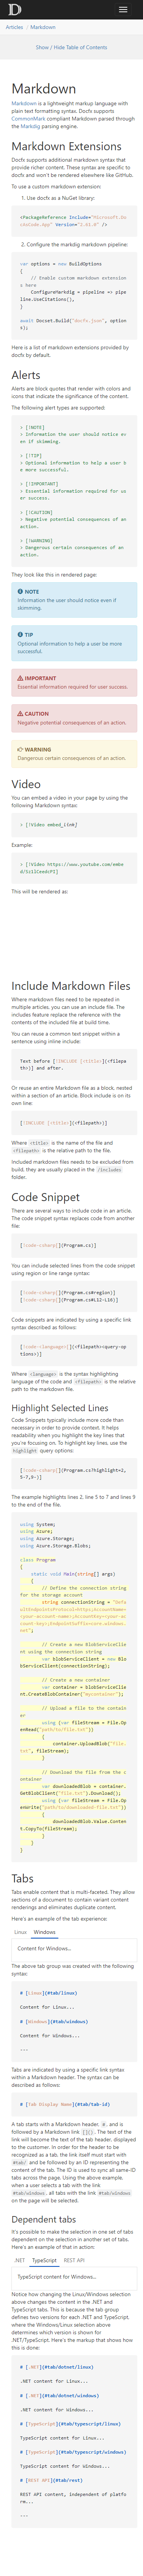 Articles / Markdown
Show / Hide Table of Contents
Markdown
Markdown is a lightweight markup language with
plain text formatting syntax. Docfx supports
CommonMark compliant Markdown parsed through
the Markdig parsing engine.
Markdown Extensions
Docfx supports additional markdown syntax that
provide richer content. These syntax are specific to
docfx and won't be rendered elsewhere like GitHub.
To use a custom markdown extension:
1. Use docfx as a NuGet library:
<PackageReference Include="Microsoft.Do
cAsCode.App" Version="2.61.0" />
2. Configure the markdig markdown pipeline:
var options = new BuildOptions
{
// Enable custom markdown extension
s here
ConfigureMarkdig = pipeline => pipe
line.UseCitations(),
}
await Docset.Build("docfx.json", option
s);
Here is a list of markdown extensions provided by
docfx by default.
Alerts
Alerts are block quotes that render with colors and
icons that indicate the significance of the content.
The following alert types are supported:
> [!NOTE]
> Information the user should notice ev
en if skimming.
> [!TIP]
> Optional information to help a user b
e more successful.
> [!IMPORTANT]
> Essential information required for us
er success.
> [!CAUTION]
> Negative potential consequences of an
action.
> [!WARNING]
> Dangerous certain consequences of an
action.
They look like this in rendered page:
NOTE
Information the user should notice even if
skimming.
TIP
Optional information to help a user be more
successful.
IMPORTANT
Essential information required for user success.
CAUTION
Negative potential consequences of an action.
WARNING
Dangerous certain consequences of an action.
Video
You can embed a video in your page by using the
following Markdown syntax:
> [!Video embed_link]
Example:
> [!Video https://www.youtube.com/embe
This will be rendered as:
Include Markdown Files
Where markdown files need to be repeated in
multiple articles, you can use an include file. The
includes feature replace the reference with the
contents of the included file at build time.
You can reuse a common text snippet within a
sentence using inline include:
Text before [!INCLUDE [<title>](<filepa
th>)] and after.
Or reuse an entire Markdown file as a block, nested
within a section of an article. Block include is on its
own line:
[!INCLUDE [<title>](<filepath>)]
Where <title> is the name of the file and
<filepath> is the relative path to the file.
Included markdown files needs to be excluded from
build, they are usually placed in the /includes
folder.
Code Snippet
There are several ways to include code in an article.
The code snippet syntax replaces code from another
file:
[!code-csharp[](Program.cs)]
You can include selected lines from the code snippet
using region or line range syntax:
[!code-csharp[](Program.cs#region)]
[!code-csharp[](Program.cs#L12-L16)]
Code snippets are indicated by using a specific link
syntax described as follows:
[!code-<language>[](<filepath><query-op
tions>)]
Where <language> is the syntax highlighting
language of the code and <filepath> is the relative
path to the markdown file.
Highlight Selected Lines
Code Snippets typically include more code than
necessary in order to provide context. It helps
readability when you highlight the key lines that
you're focusing on. To highlight key lines, use the
highlight query options:
[!code-csharp[](Program.cs?highlight=2,
5-7,9-)]
The example highlights lines 2, line 5 to 7 and lines 9
to the end of the file.
using System;
using Azure;
using Azure.Storage;
using Azure.Storage.Blobs;
class Program
{
static void Main(string[] args)
{
// Define the connection string
for the storage account
string connectionString = "Defa
ultEndpointsProtocol=https;AccountName=
<your-account-name>;AccountKey=<your-ac
count-key>;EndpointSuffix=core.windows.
net";
// Create a new BlobServiceClie
nt using the connection string
var blobServiceClient = new Blo
bServiceClient(connectionString);
// Create a new container
var container = blobServiceClie
nt.CreateBlobContainer("mycontainer");
// Upload a file to the contain
er
using (var fileStream = File.Op
enRead("path/to/file.txt"))
{
container.UploadBlob("file.
txt", fileStream);
}
// Download the file from the c
ontainer
var downloadedBlob = container.
GetBlobClient("file.txt").Download();
using (var fileStream = File.Op
enWrite("path/to/downloaded-file.txt"))
{
downloadedBlob.Value.Conten
t.CopyTo(fileStream);
}
}
}
Tabs
Tabs enable content that is multi-faceted. They allow
sections of a document to contain variant content
renderings and eliminates duplicate content.
Here's an example of the tab experience:
Linux Windows
Content for Windows...
The above tab group was created with the following
syntax:
# [Linux](#tab/linux)
Content for Linux...
# [Windows](#tab/windows)
Content for Windows...
---
Tabs are indicated by using a specific link syntax
within a Markdown header. The syntax can be
described as follows:
# [Tab Display Name](#tab/tab-id)
A tab starts with a Markdown header, #, and is
followed by a Markdown link [](). The text of the
link will become the text of the tab header, displayed
to the customer. In order for the header to be
recognized as a tab, the link itself must start with
#tab/ and be followed by an ID representing the
content of the tab. The ID is used to sync all same-ID
tabs across the page. Using the above example,
when a user selects a tab with the link
#tab/windows, all tabs with the link #tab/windows
on the page will be selected.
Dependent tabs
It's possible to make the selection in one set of tabs
dependent on the selection in another set of tabs.
Here's an example of that in action:
.NET TypeScript REST API
TypeScript content for Windows...
Notice how changing the Linux/Windows selection
above changes the content in the .NET and
TypeScript tabs. This is because the tab group
defines two versions for each .NET and TypeScript,
where the Windows/Linux selection above
determines which version is shown for
.NET/TypeScript. Here's the markup that shows how
this is done:
# [.NET](#tab/dotnet/linux)
.NET content for Linux...
# [.NET](#tab/dotnet/windows)
.NET content for Windows...
# [TypeScript](#tab/typescript/linux)
TypeScript content for Linux...
# [TypeScript](#tab/typescript/windows)
TypeScript content for Windows...
# [REST API](#tab/rest)
REST API content, independent of platfo
rm...
---